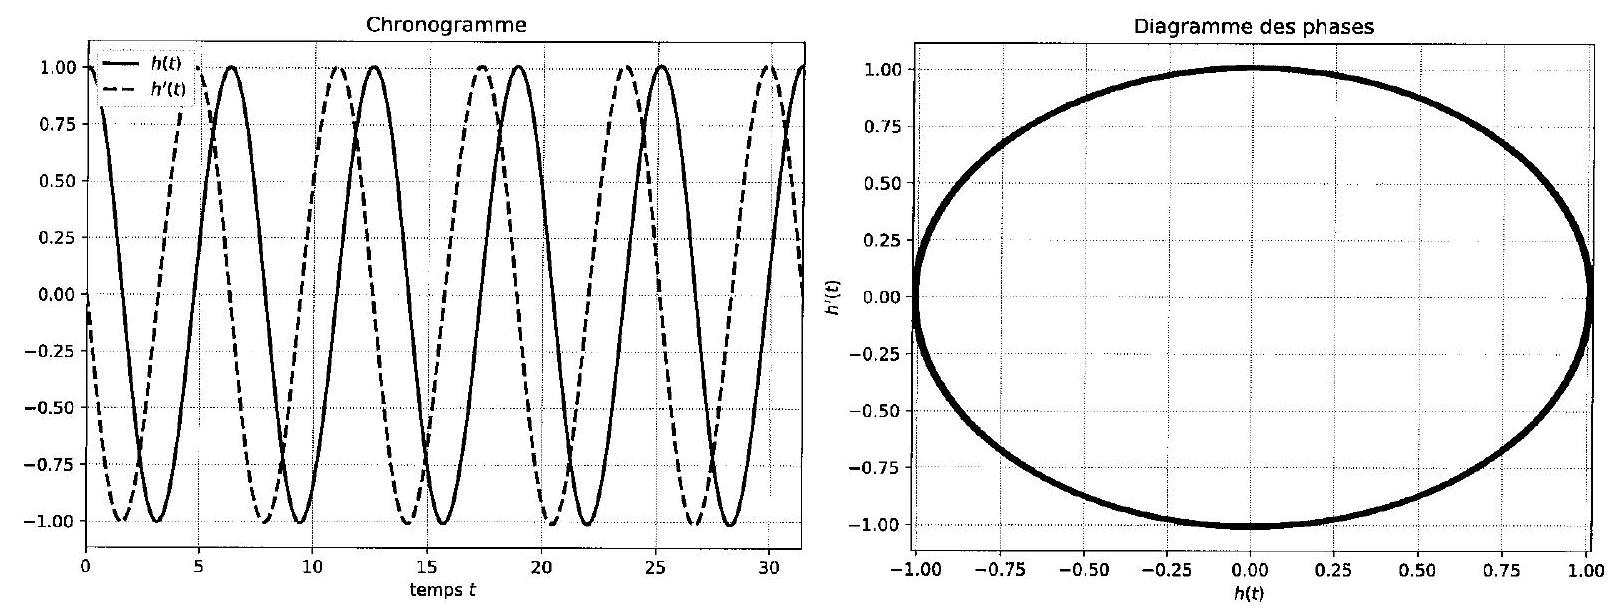 Chronogramme
h(t)
h'(t)
1.00
0.75
0.50
0.25
0.00
−0.25
−0.50
−0.75
−1.00
0 5 10 15 20 25 30
temps t
Diagramme des phases
1.00
0.75
0.50
0.25
0.00
−0.25
−0.50
−0.75
−1.00
h'(t)
−1.00 −0.75 −0.50 −0.25 0.00 0.25 0.50 0.75 1.00
h(t)